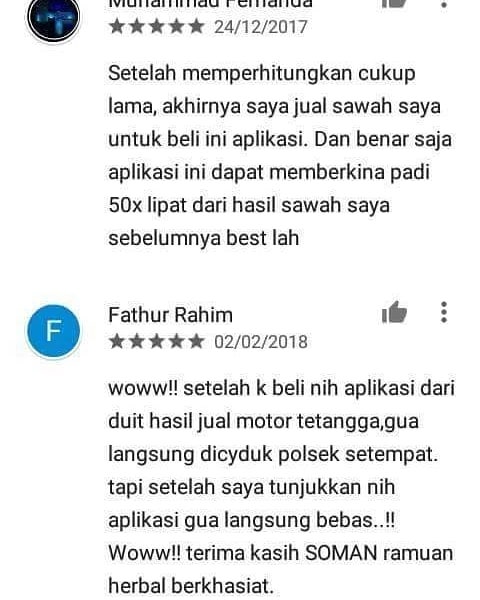 24/12/2017
Setelah memperhitungkan cukup
lama, akhirnya saya jual sawah saya
untuk beli ini aplikasi. Dan benar saja
aplikasi ini dapat memberkina padi
50x lipat dari hasil sawah saya
sebelumnya best lah
F
Fathur Rahim
02/02/2018
woww!! setelah k beli nih aplikasi dari
duit hasil jual motor tetangga,gua
langsung dicyduk polsek setempat.
tapi setelah saya tunjukkan nih
aplikasi gua langsung bebas..!!
Woww!! terima kasih SOMAN ramuan
herbal berkhasiat.